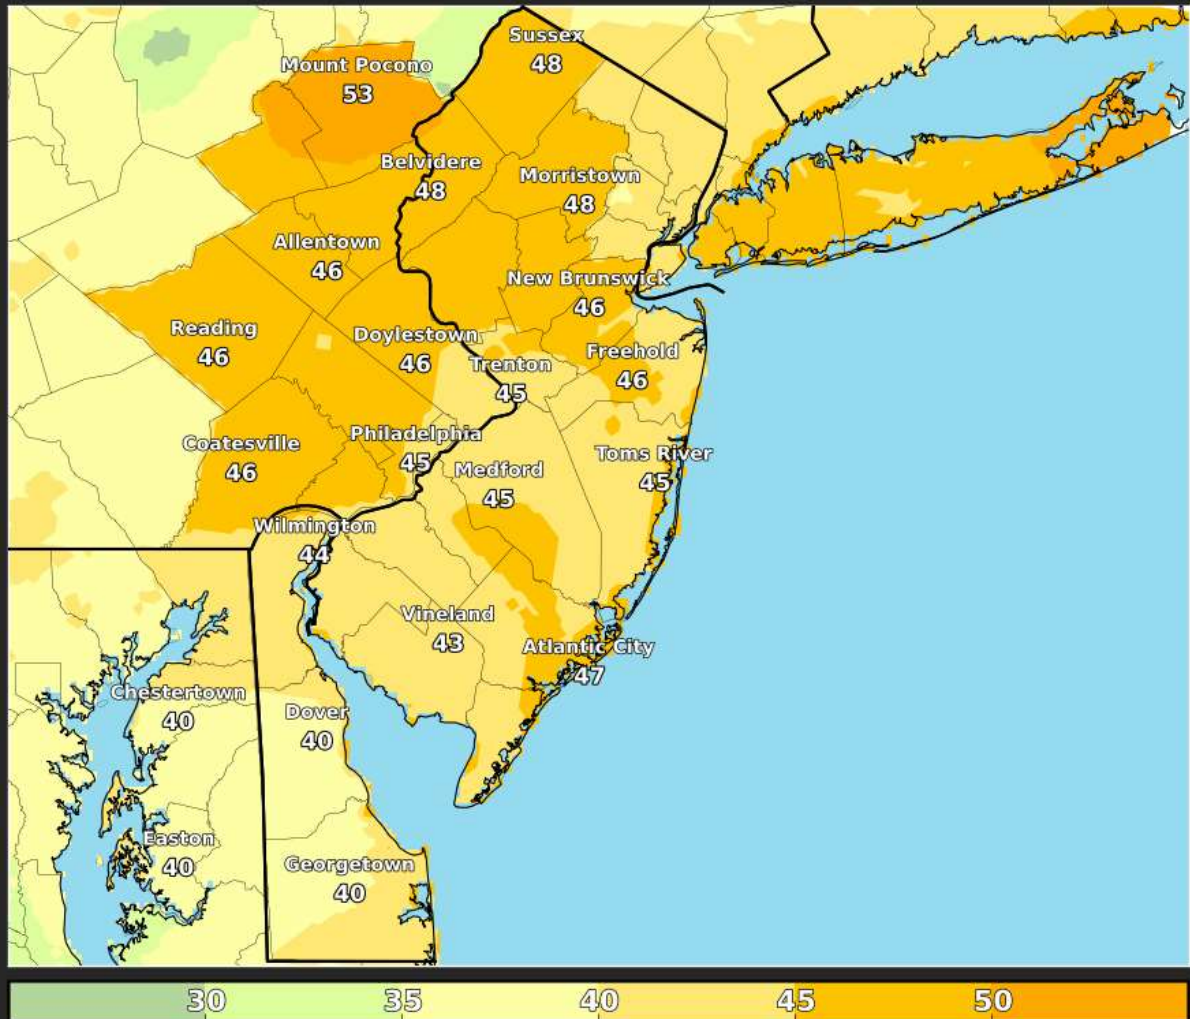 Sussex
48
Mount Pocono
53
Belvidere
48
Morristown
48
Allentown
46
New Brunswick
46
Reading
46
Doylestown
46
Freehold
46
Trenton
45
Coatesville
46
Philadelphia
45
Medford
45
Toms River
45
Wilmington
44
Vineland
43
Atlantic City
47
Chestertown
40
Dover
40
Easton
40
Georgetown
40
30 35 40 45 50